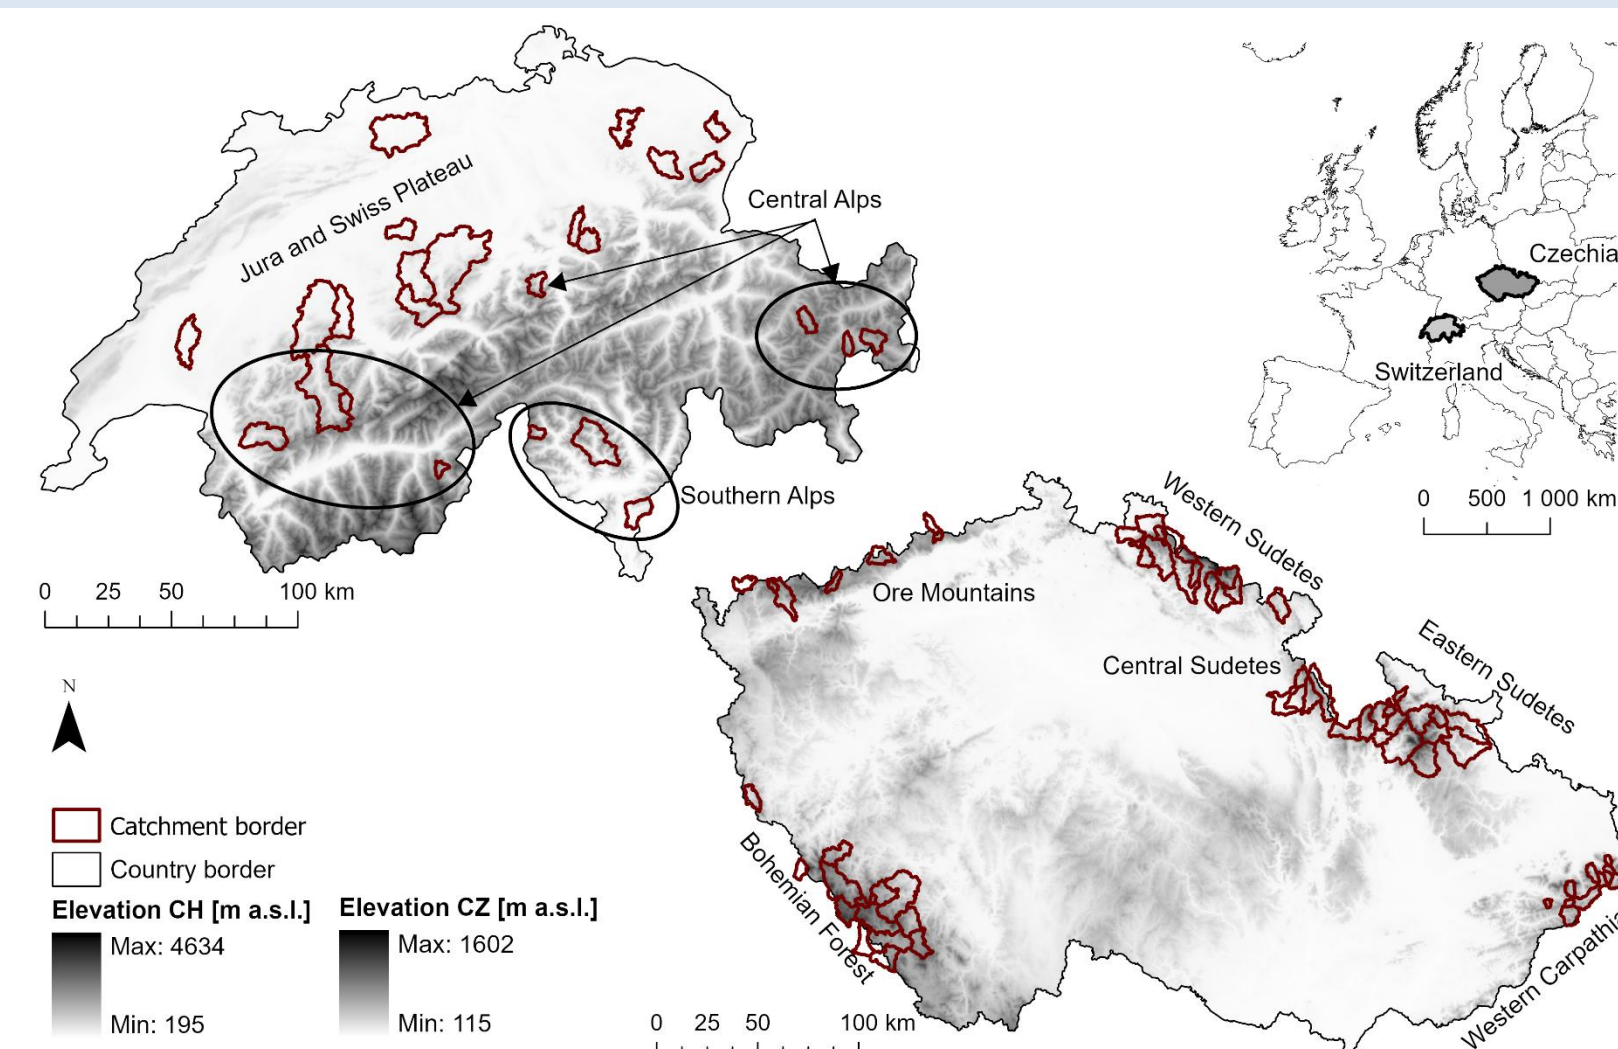 Jura and Swiss Plateau
Central Alps
Southern Alps
0 25 50 100 km
N
Catchment border
Country border
Elevation CH [m a.s.l.]
Max: 4634
Min: 195
Elevation CZ [m a.s.l.]
Max: 1602
Min: 115
Czechia
Switzerland
0 500 1 000 km
Western Sudetes
Ore Mountains
Central Sudetes
Eastern Sudetes
Bohemian Forest
Western Carpathia
0 25 50 100 km